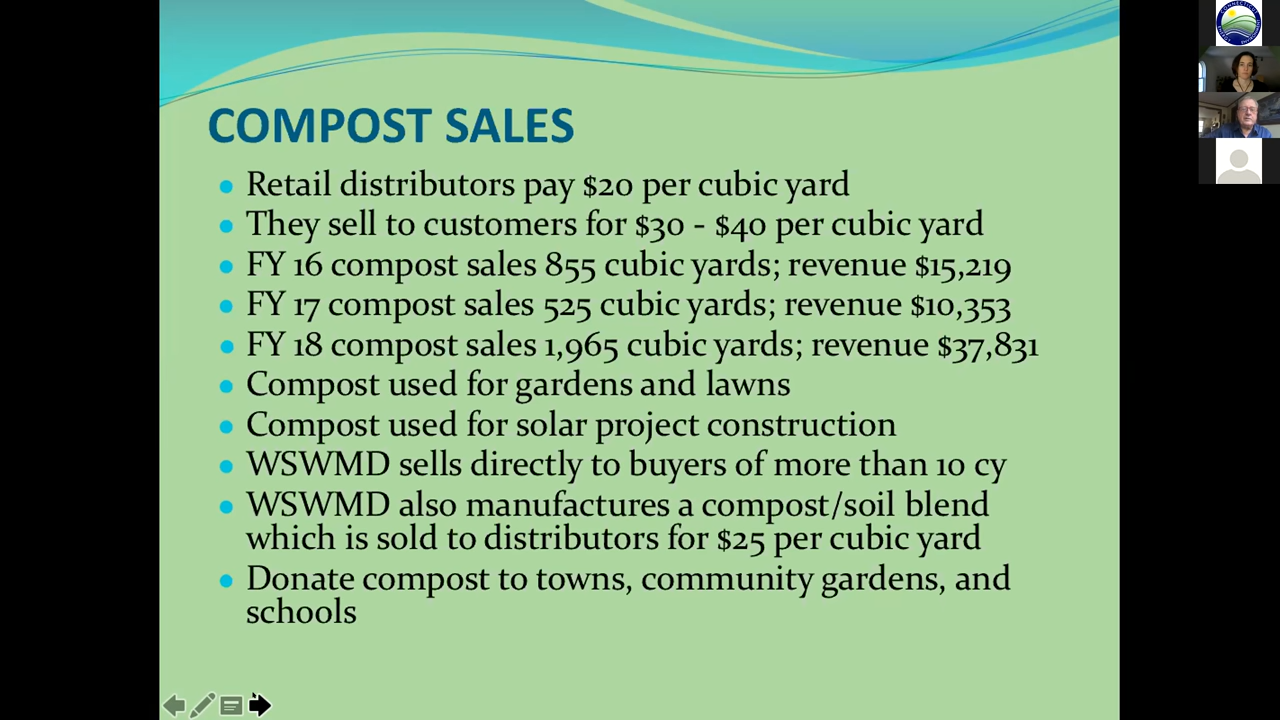 COMPOST SALES
Retail distributors pay $20 per cubic yard
They sell to customers for $30 - $40 per cubic yard
FY 16 compost sales 855 cubic yards; revenue $15,219
FY 17 compost sales 525 cubic yards; revenue $10,353
FY 18 compost sales 1,965 cubic yards; revenue $37,831
Compost used for gardens and lawns
Compost used for solar project construction
WSWMD sells directly to buyers of more than 10 cy
WSWMD also manufactures a compost/soil blend
which is sold to distributors for $25 per cubic yard
Donate compost to towns, community gardens, and
schools
CONNECTICUT